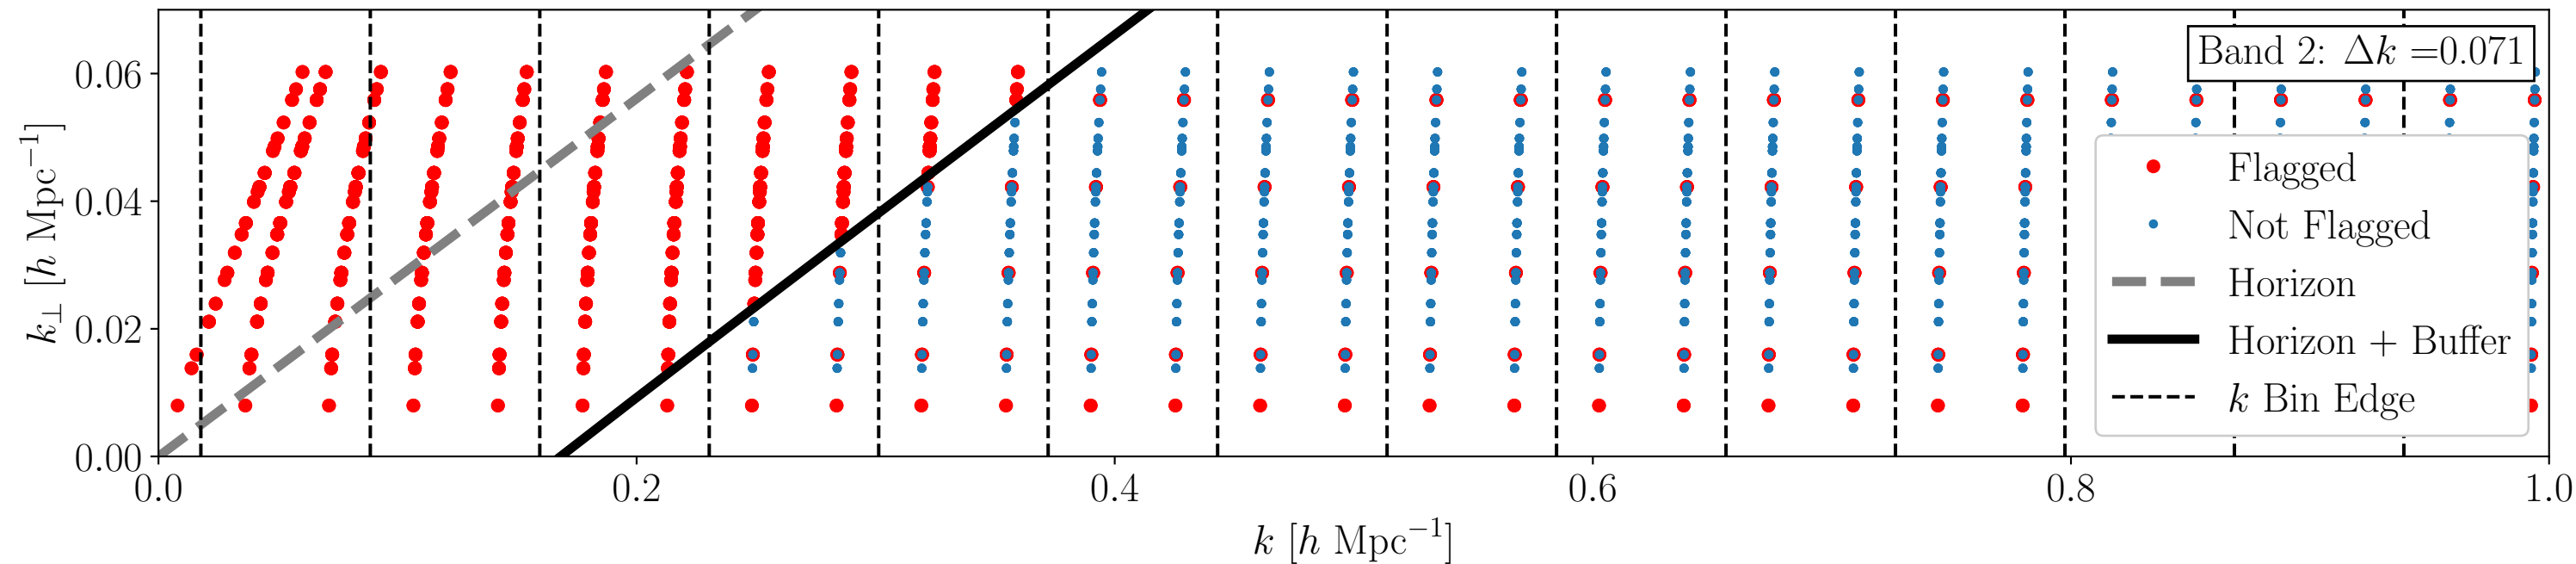 Band 2: Δk =0.071
0.06
0.04
0.02
0.00
k⊥ [h Mpc⁻¹]
Flagged
Not Flagged
Horizon
Horizon + Buffer
k Bin Edge
0.0 0.2 0.4 0.6 0.8 1.0
k [h Mpc⁻¹]